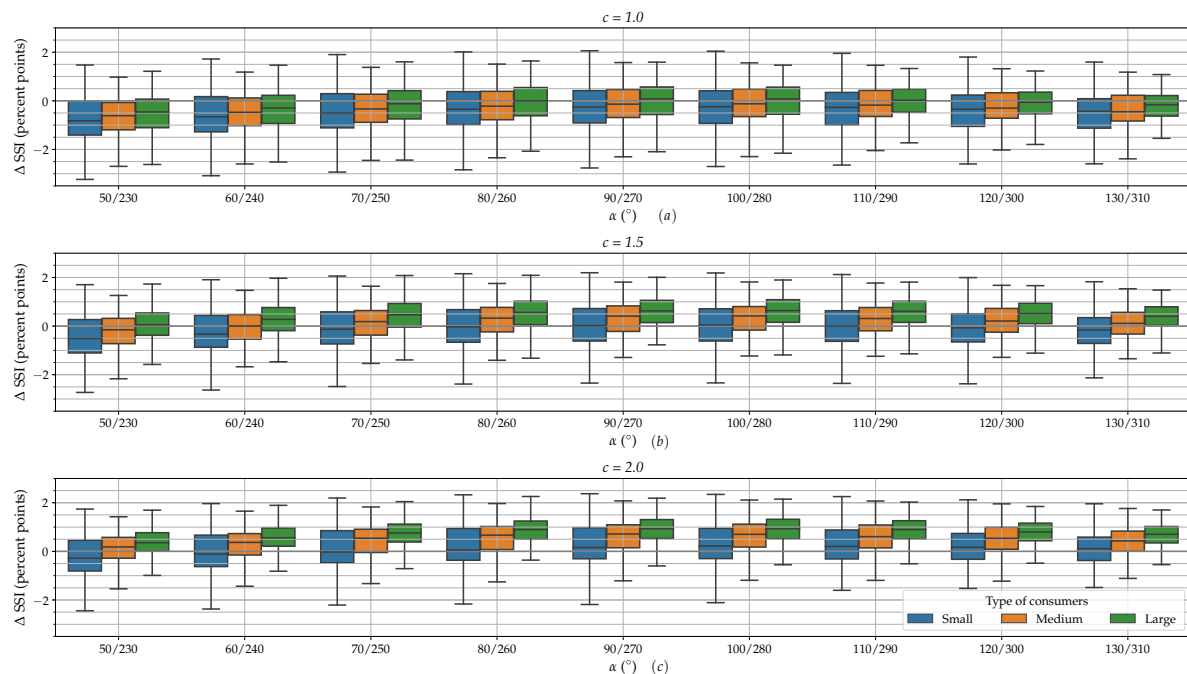 c = 1.0
Δ SSI (percent points)
2
0
−2
50/230 60/240 70/250 80/260 90/270 100/280 110/290 120/300 130/310
α (°) (a)
c = 1.5
Δ SSI (percent points)
2
0
−2
50/230 60/240 70/250 80/260 90/270 100/280 110/290 120/300 130/310
α (°) (b)
c = 2.0
Δ SSI (percent points)
2
0
−2
Type of consumers
Small Medium Large
50/230 60/240 70/250 80/260 90/270 100/280 110/290 120/300 130/310
α (°) (c)